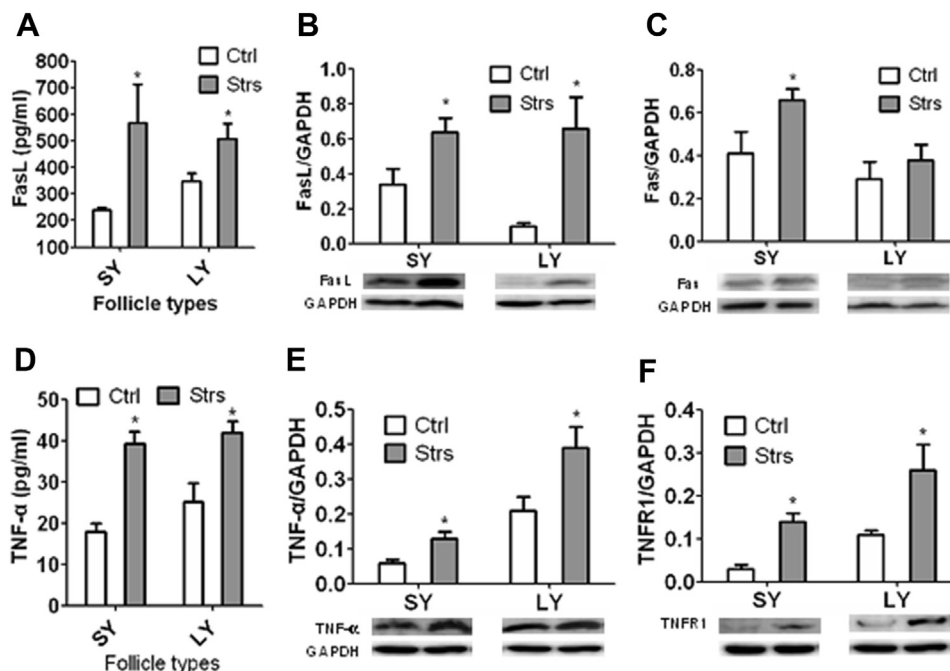 A
Ctrl
Strs
FasL (pg/ml)
800
700
600
500
400
300
200
100
*
*
SY
LY
Follicle types
B
Ctrl
Strs
FasL/GAPDH
1.0
0.8
0.6
0.4
0.2
0.0
*
*
SY
LY
FasL
GAPDH
C
Ctrl
Strs
Fas/GAPDH
0.8
0.6
0.4
0.2
0.0
*
SY
LY
Fas
GAPDH
D
Ctrl
Strs
TNF-α (pg/ml)
50
40
30
20
10
0
*
*
SY
LY
Follicle types
E
Ctrl
Strs
TNF-α/GAPDH
0.5
0.4
0.3
0.2
0.1
0.0
*
*
SY
LY
TNF-α
GAPDH
F
Ctrl
Strs
TNFR1/GAPDH
0.4
0.3
0.2
0.1
0.0
*
*
SY
LY
TNFR1